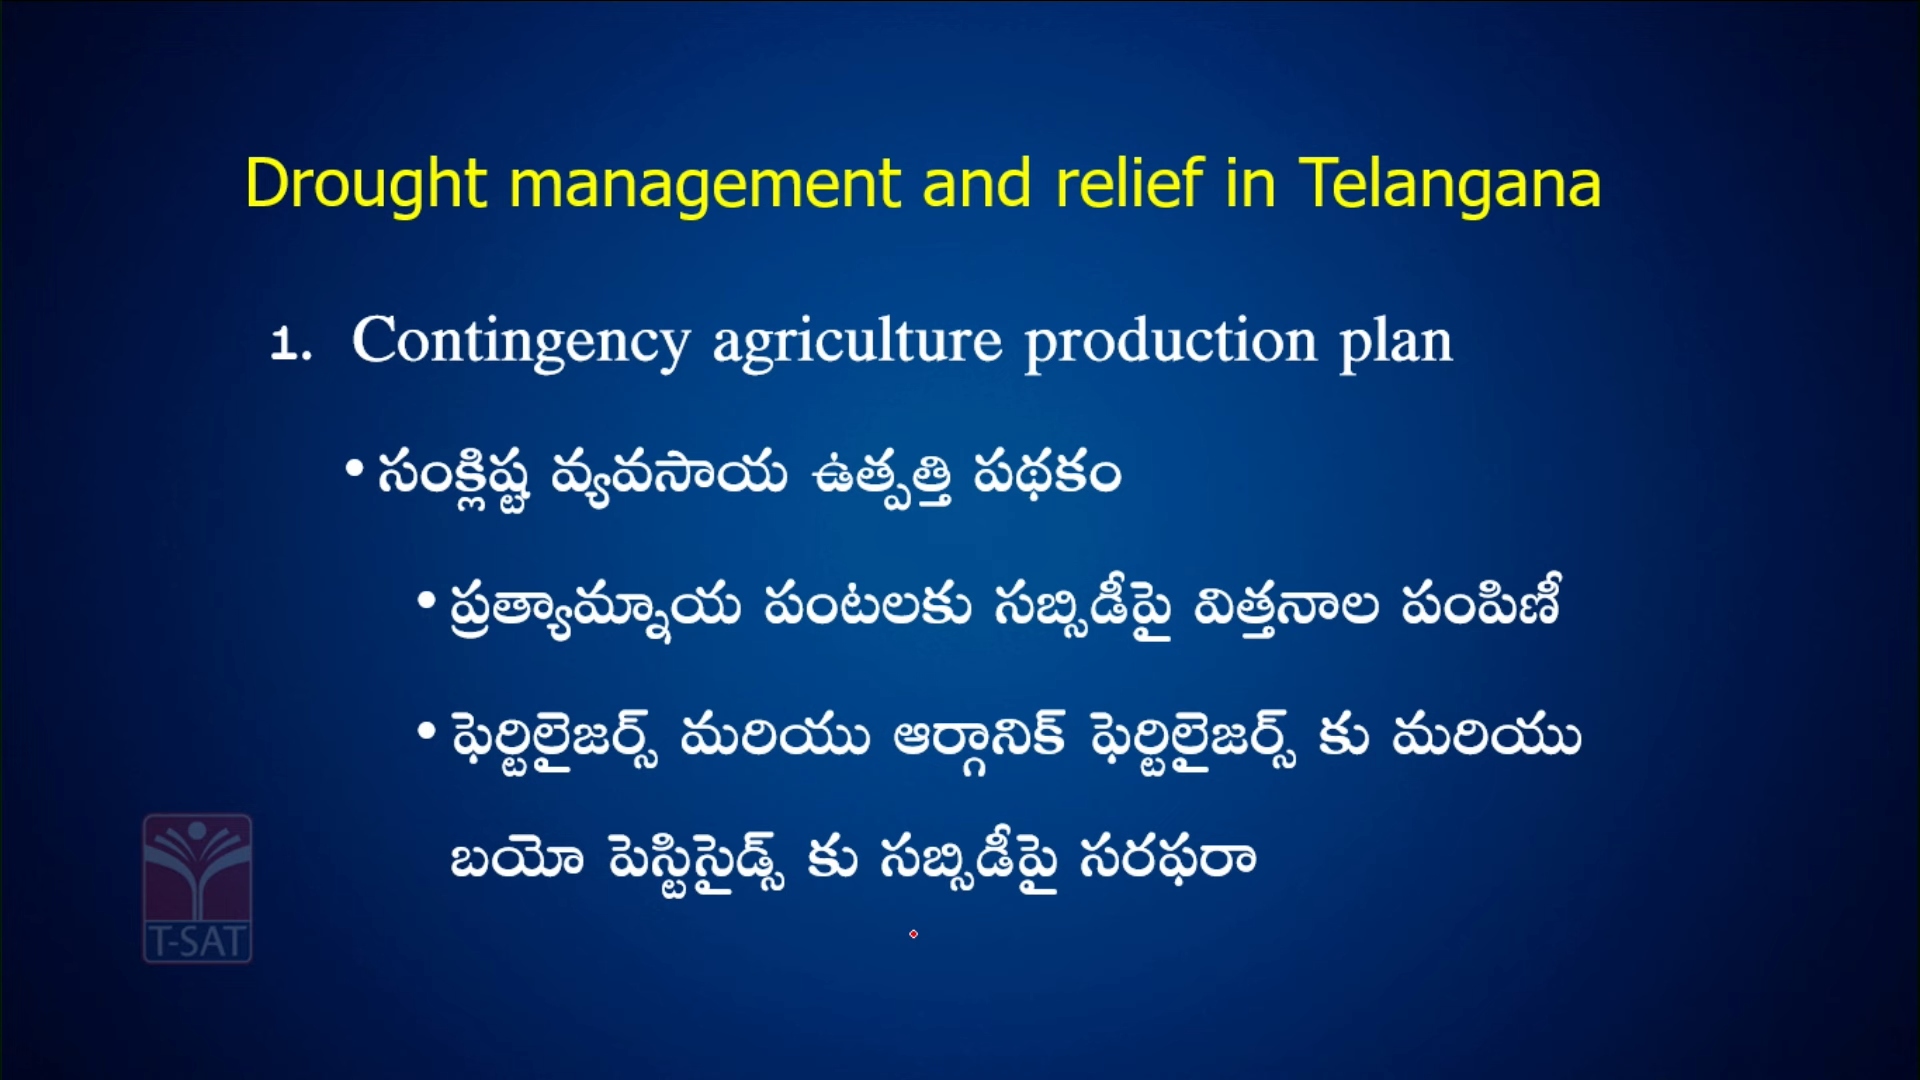 Drought management and relief in Telangana
1. Contingency agriculture production plan
• సంక్లిష్ట వ్యవసాయ ఉత్పత్తి పథకం
• ప్రత్యామ్నాయ పంటలకు సబ్సిడీపై విత్తనాల పంపిణీ
• ఫెర్టిలైజర్స్ మరియు ఆర్గానిక్ ఫెర్టిలైజర్స్ కు మరియు
బయో పెస్టిసైడ్స్ కు సబ్సిడీపై సరఫరా
T-SAT